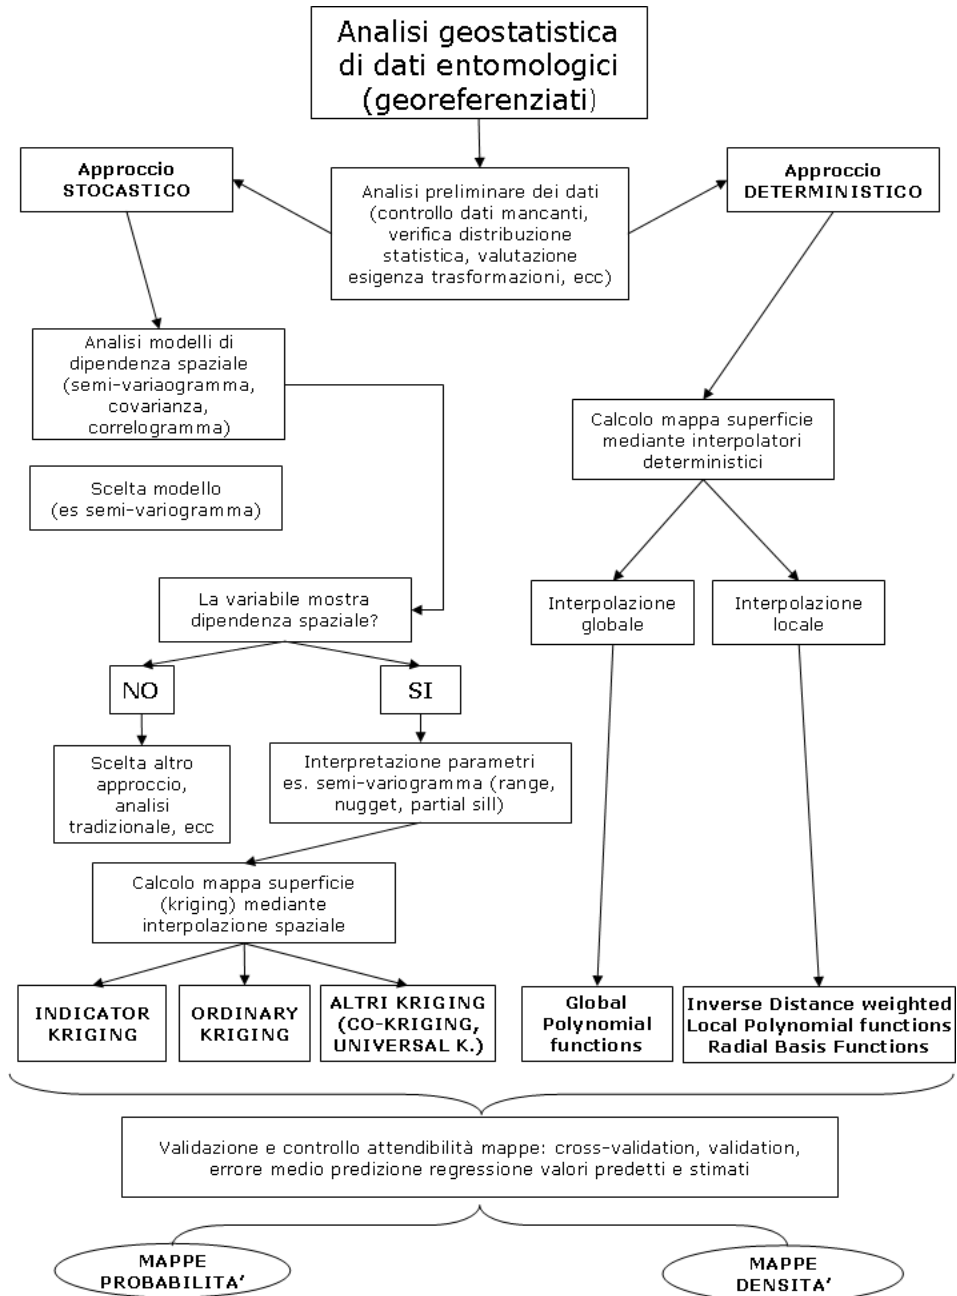 Analisi geostatistica
di dati entomologici
(georeferenziati)
Approccio
STOCASTICO
Analisi preliminare dei dati
(controllo dati mancanti,
verifica distribuzione
statistica, valutazione
esigenza trasformazioni, ecc)
Approccio
DETERMINISTICO
Analisi modelli di
dipendenza spaziale
(semi-variaogramma,
covarianza,
correlogramma)
Calcolo mappa superficie
mediante interpolatori
deterministici
Scelta modello
(es semi-variogramma)
La variabile mostra
dipendenza spaziale?
Interpolazione
globale
Interpolazione
locale
NO
SI
Scelta altro
approccio,
analisi
tradizionale, ecc
Interpretazione parametri
es. semi-variogramma (range,
nugget, partial sill)
Calcolo mappa superficie
(kriging) mediante
interpolazione spaziale
INDICATOR
KRIGING
ORDINARY
KRIGING
ALTRI KRIGING
(CO-KRIGING,
UNIVERSAL K.)
Global
Polynomial
functions
Inverse Distance weighted
Local Polynomial functions
Radial Basis Functions
Validazione e controllo attendibilità mappe: cross-validation, validation,
errore medio predizione regressione valori predetti e stimati
MAPPE
PROBABILITA'
MAPPE
DENSITA'